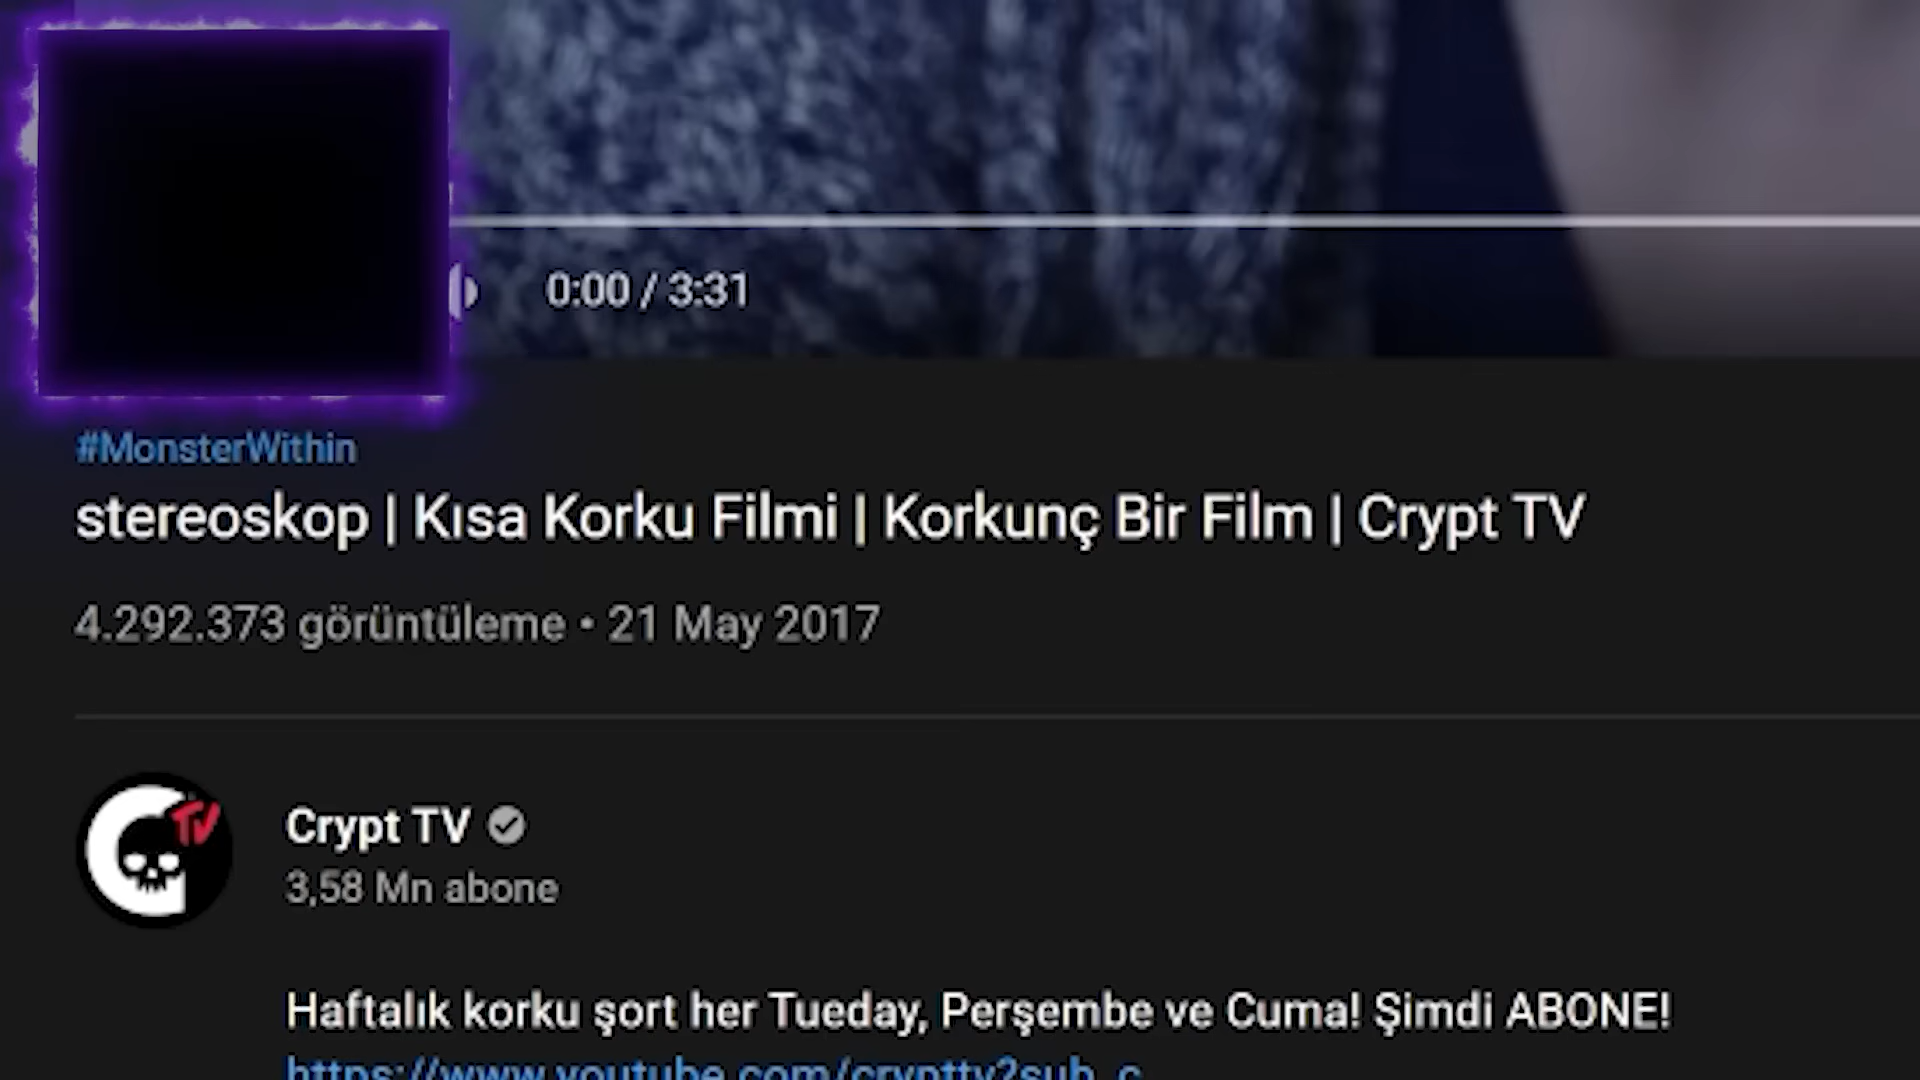 0:00 / 3:31
#MonsterWithin
stereoskop | Kısa Korku Filmi | Korkunç Bir Film | Crypt TV
4.292.373 görüntüleme • 21 May 2017
TV
Crypt TV
3,58 Mn abone
Haftalık korku şort her Tueday, Perşembe ve Cuma! Şimdi ABONE!
https://www.youtube.com/crypttv?sub_c